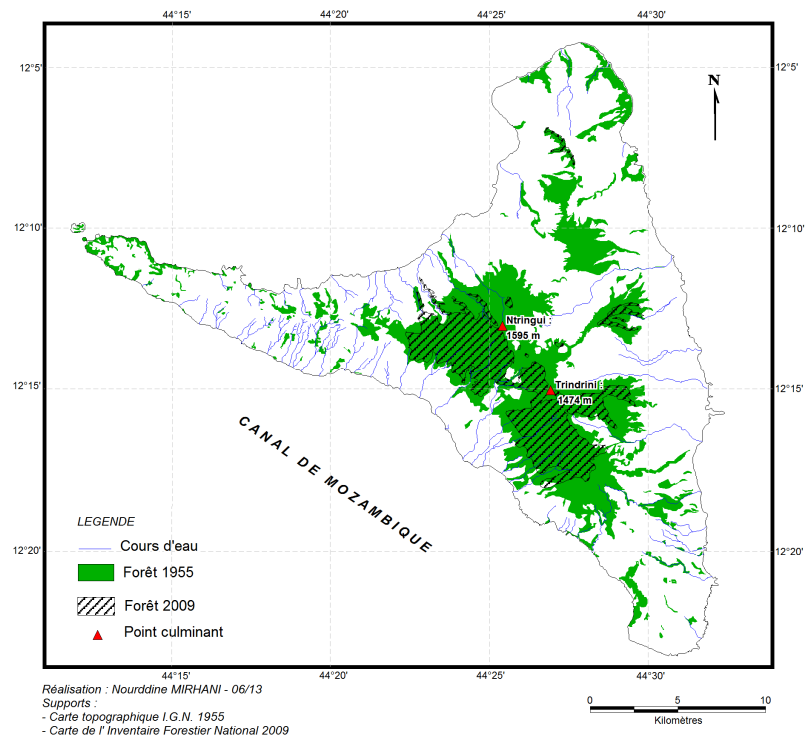 44°15' 44°20' 44°25' 44°30'
12°5' 12°5'
N
12°10' 12°10'
Ntringui :
1595 m
12°15' 12°15'
Trindrini :
1474 m
CANAL DE MOZAMBIQUE
LEGENDE
Cours d'eau
Forêt 1955
Forêt 2009
Point culminant
12°20' 12°20'
44°15' 44°20' 44°25' 44°30'
Réalisation : Nourddine MIRHANI - 06/13
Supports :
- Carte topographique I.G.N. 1955
- Carte de l' Inventaire Forestier National 2009
0 5 10
Kilomètres